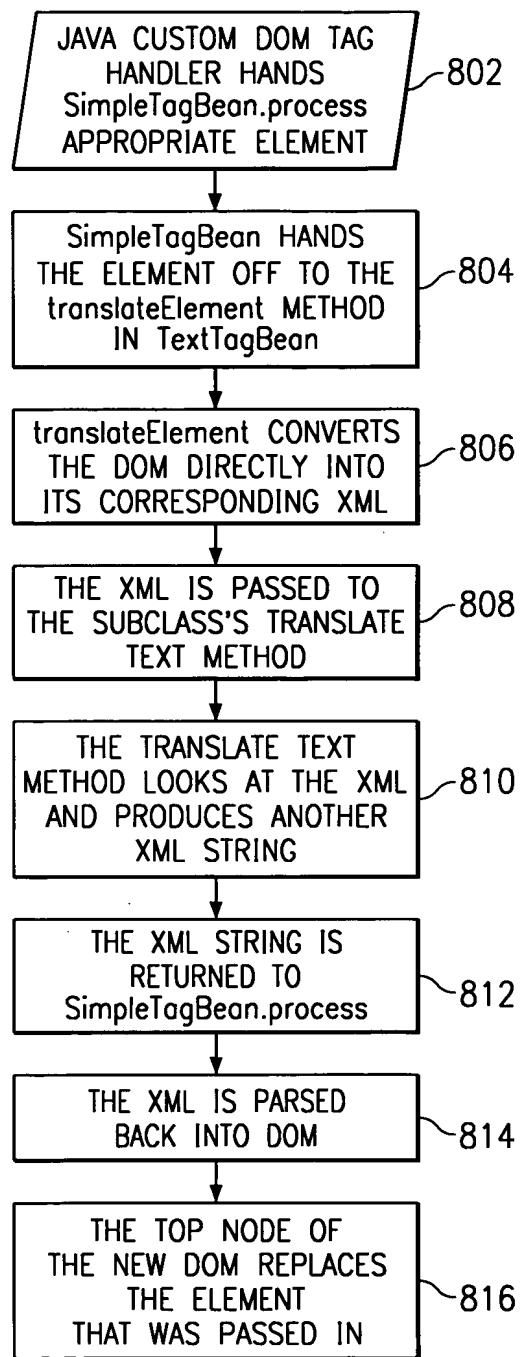 JAVA CUSTOM DOM TAG
HANDLER HANDS
SimpleTagBean.process
APPROPRIATE ELEMENT
802
SimpleTagBean HANDS
THE ELEMENT OFF TO THE
translateElement METHOD
IN TextTagBean
804
translateElement CONVERTS
THE DOM DIRECTLY INTO
ITS CORRESPONDING XML
806
THE XML IS PASSED TO
THE SUBCLASS'S TRANSLATE
TEXT METHOD
808
THE TRANSLATE TEXT
METHOD LOOKS AT THE XML
AND PRODUCES ANOTHER
XML STRING
810
THE XML STRING IS
RETURNED TO
SimpleTagBean.process
812
THE XML IS PARSED
BACK INTO DOM
814
THE TOP NODE OF
THE NEW DOM REPLACES
THE ELEMENT
THAT WAS PASSED IN
816